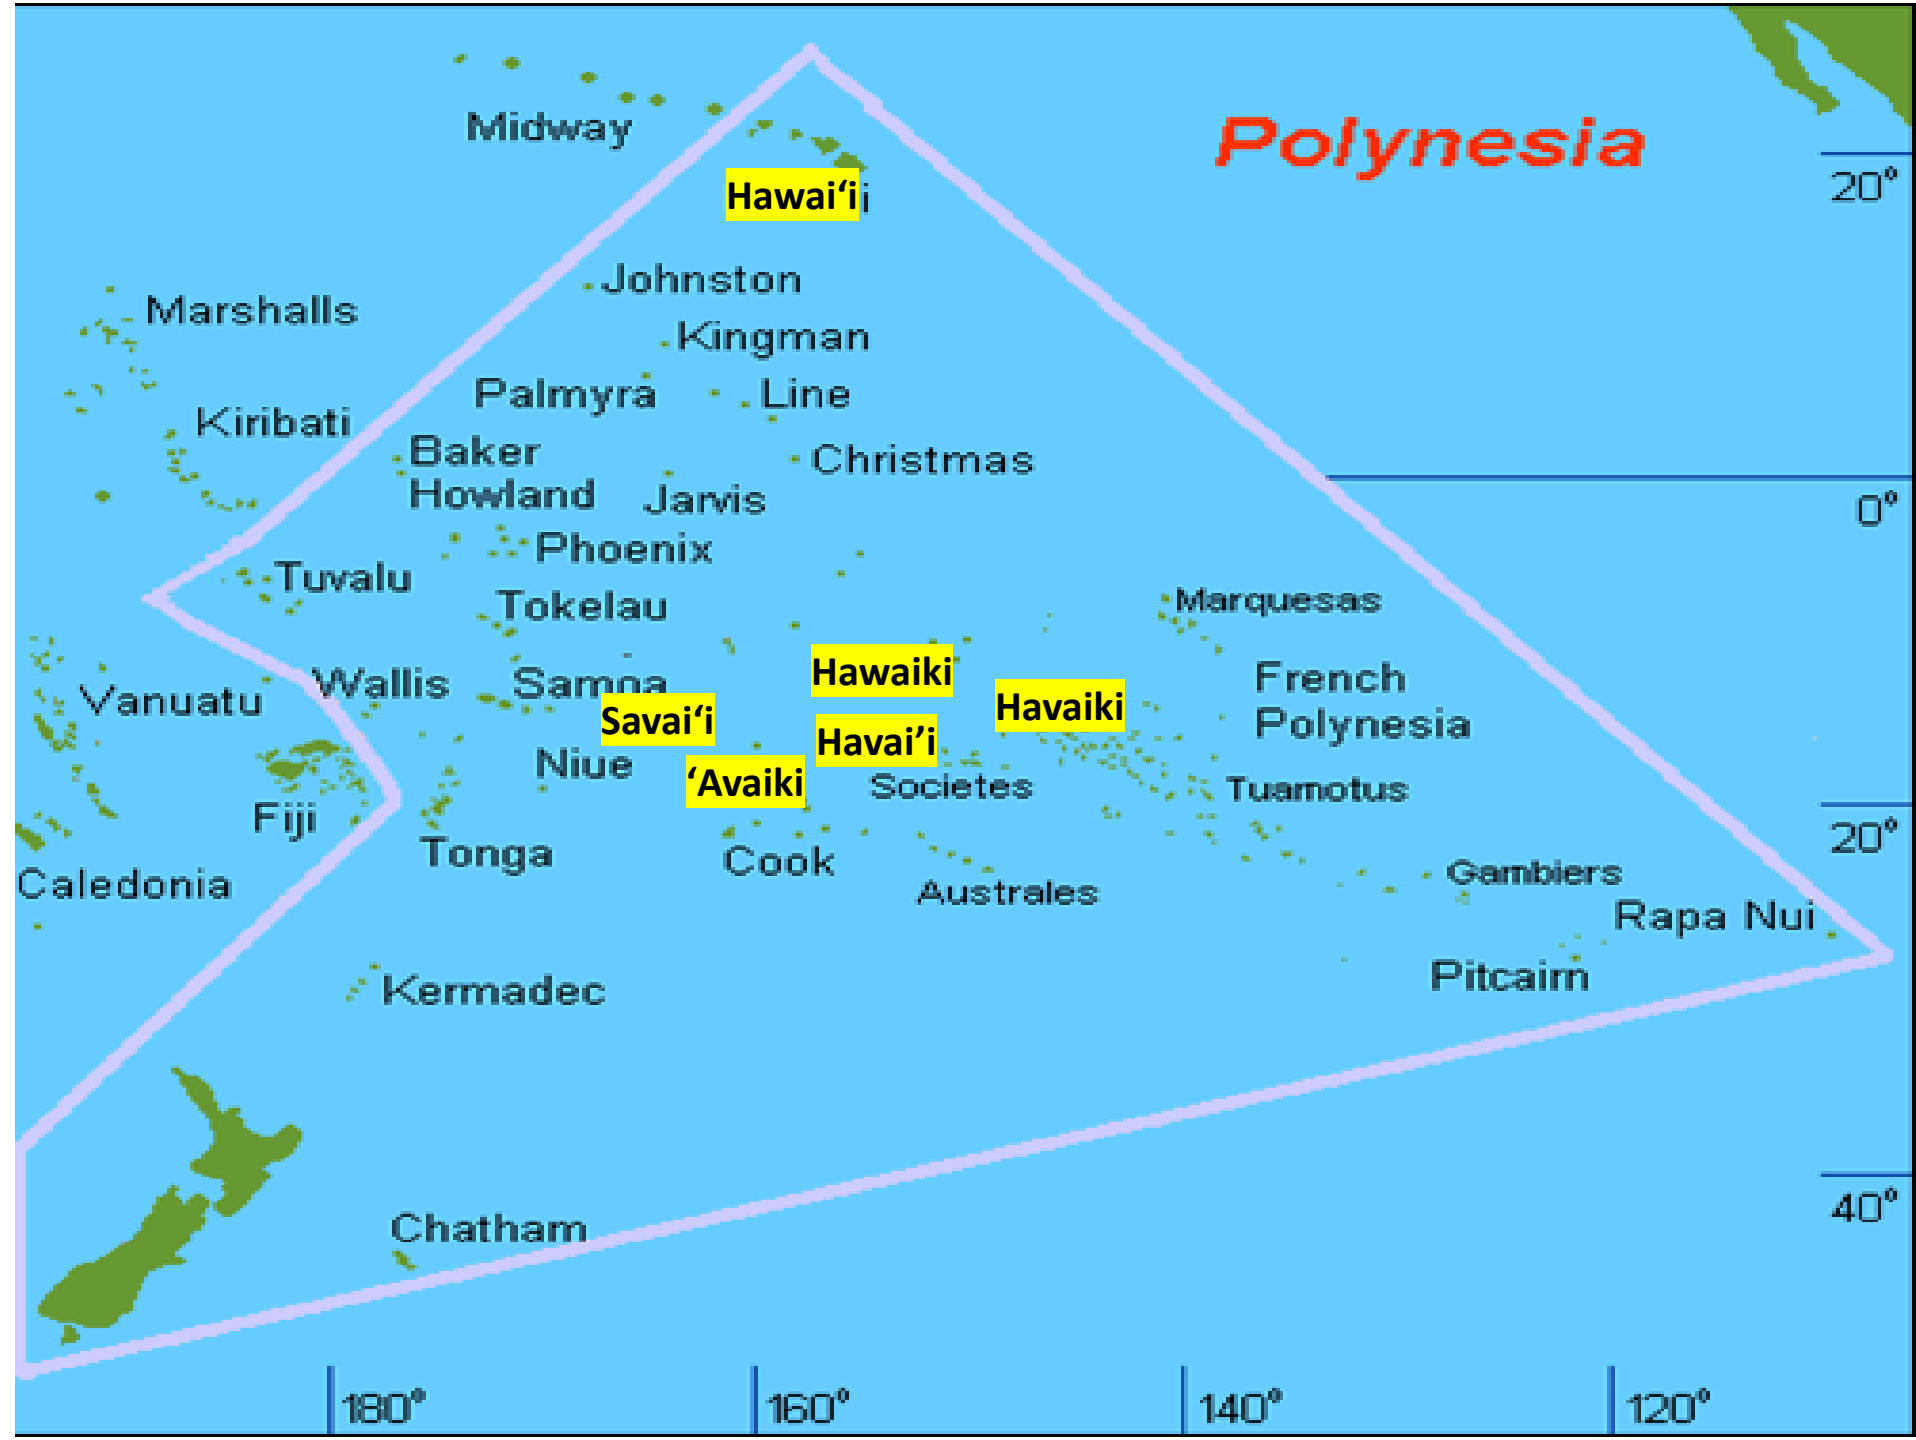 Midway
Polynesia
20°
Hawai‘i i
Johnston
Marshalls
Kingman
Palmyra
Line
Kiribati
Baker
Christmas
Howland
Jarvis
0°
Phoenix
Tuvalu
Tokelau
Marquesas
Hawaiki
French
Wallis
Samoa
Vanuatu
Havaiki
Savai‘i
Polynesia
Havai’i
Niue
‘Avaiki
Societes
Tuamotus
Fiji
20°
Tonga
Cook
Gambiers
Caledonia
Australes
Rapa Nui
Pitcairn
Kermadec
40°
Chatham
180°
160°
140°
120°